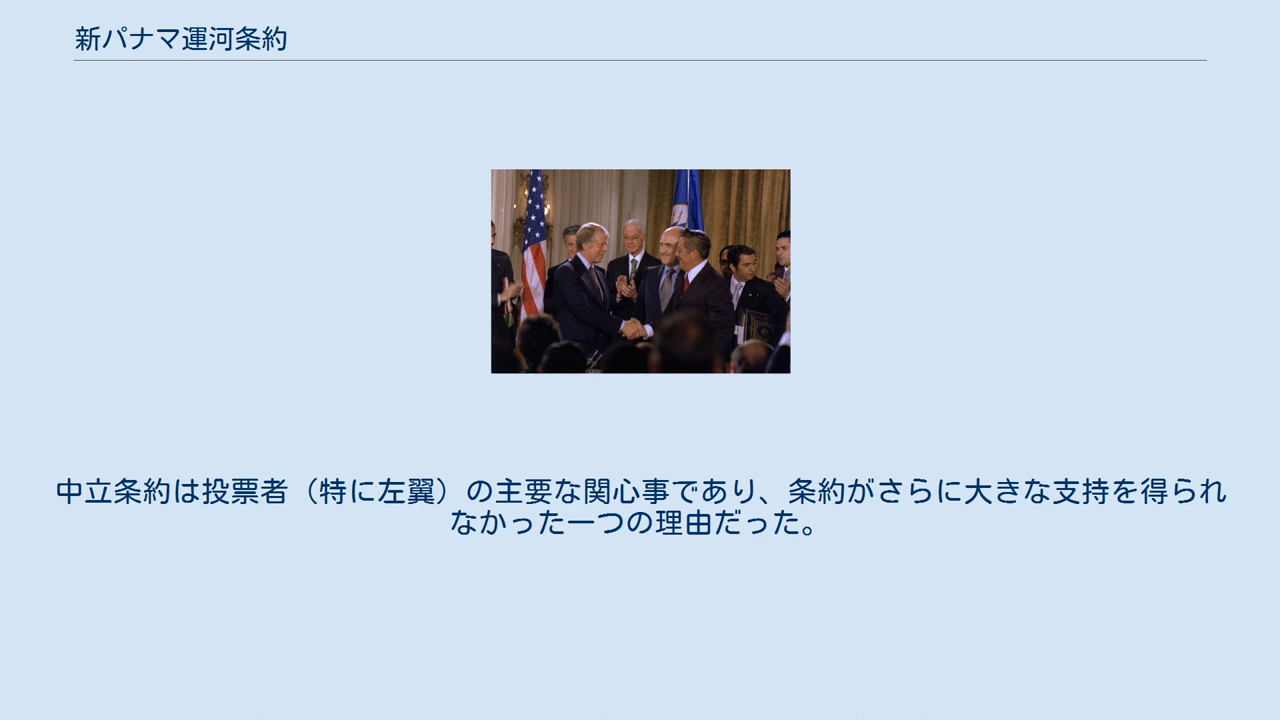 新パナマ運河条約
中立条約は投票者（特に左翼）の主要な関心事であり、条約がさらに大きな支持を得られ
なかった一つの理由だった。